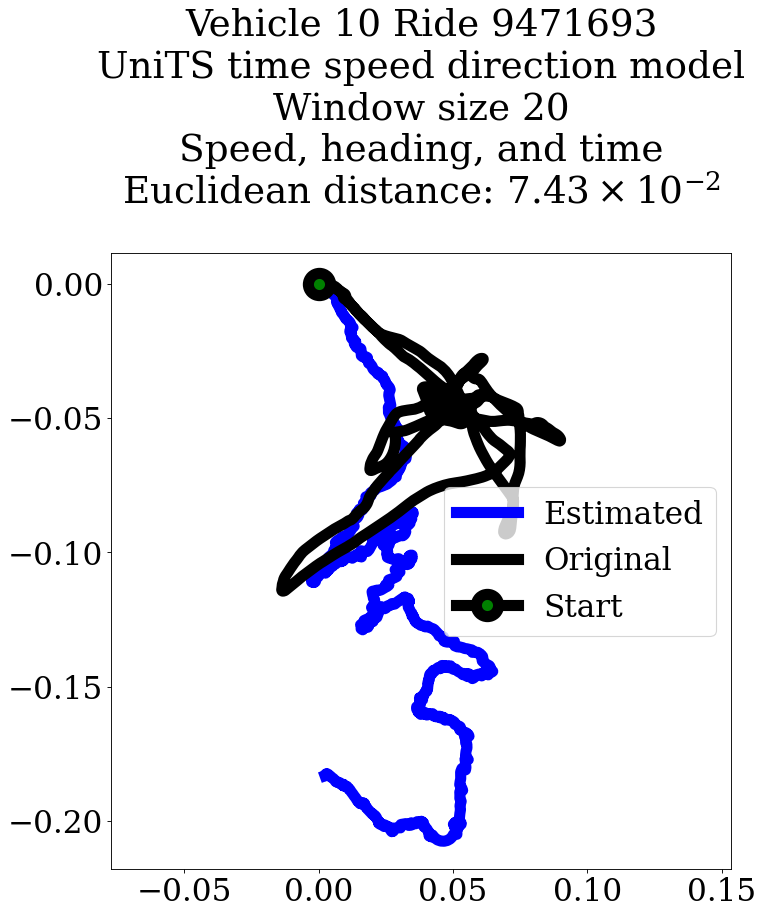 Vehicle 10 Ride 9471693
UniTS time speed direction model
Window size 20
Speed, heading, and time
Euclidean distance: 7.43 × 10⁻²
0.00
−0.05
−0.10
−0.15
−0.20
Estimated
Original
Start
−0.05 0.00 0.05 0.10 0.15